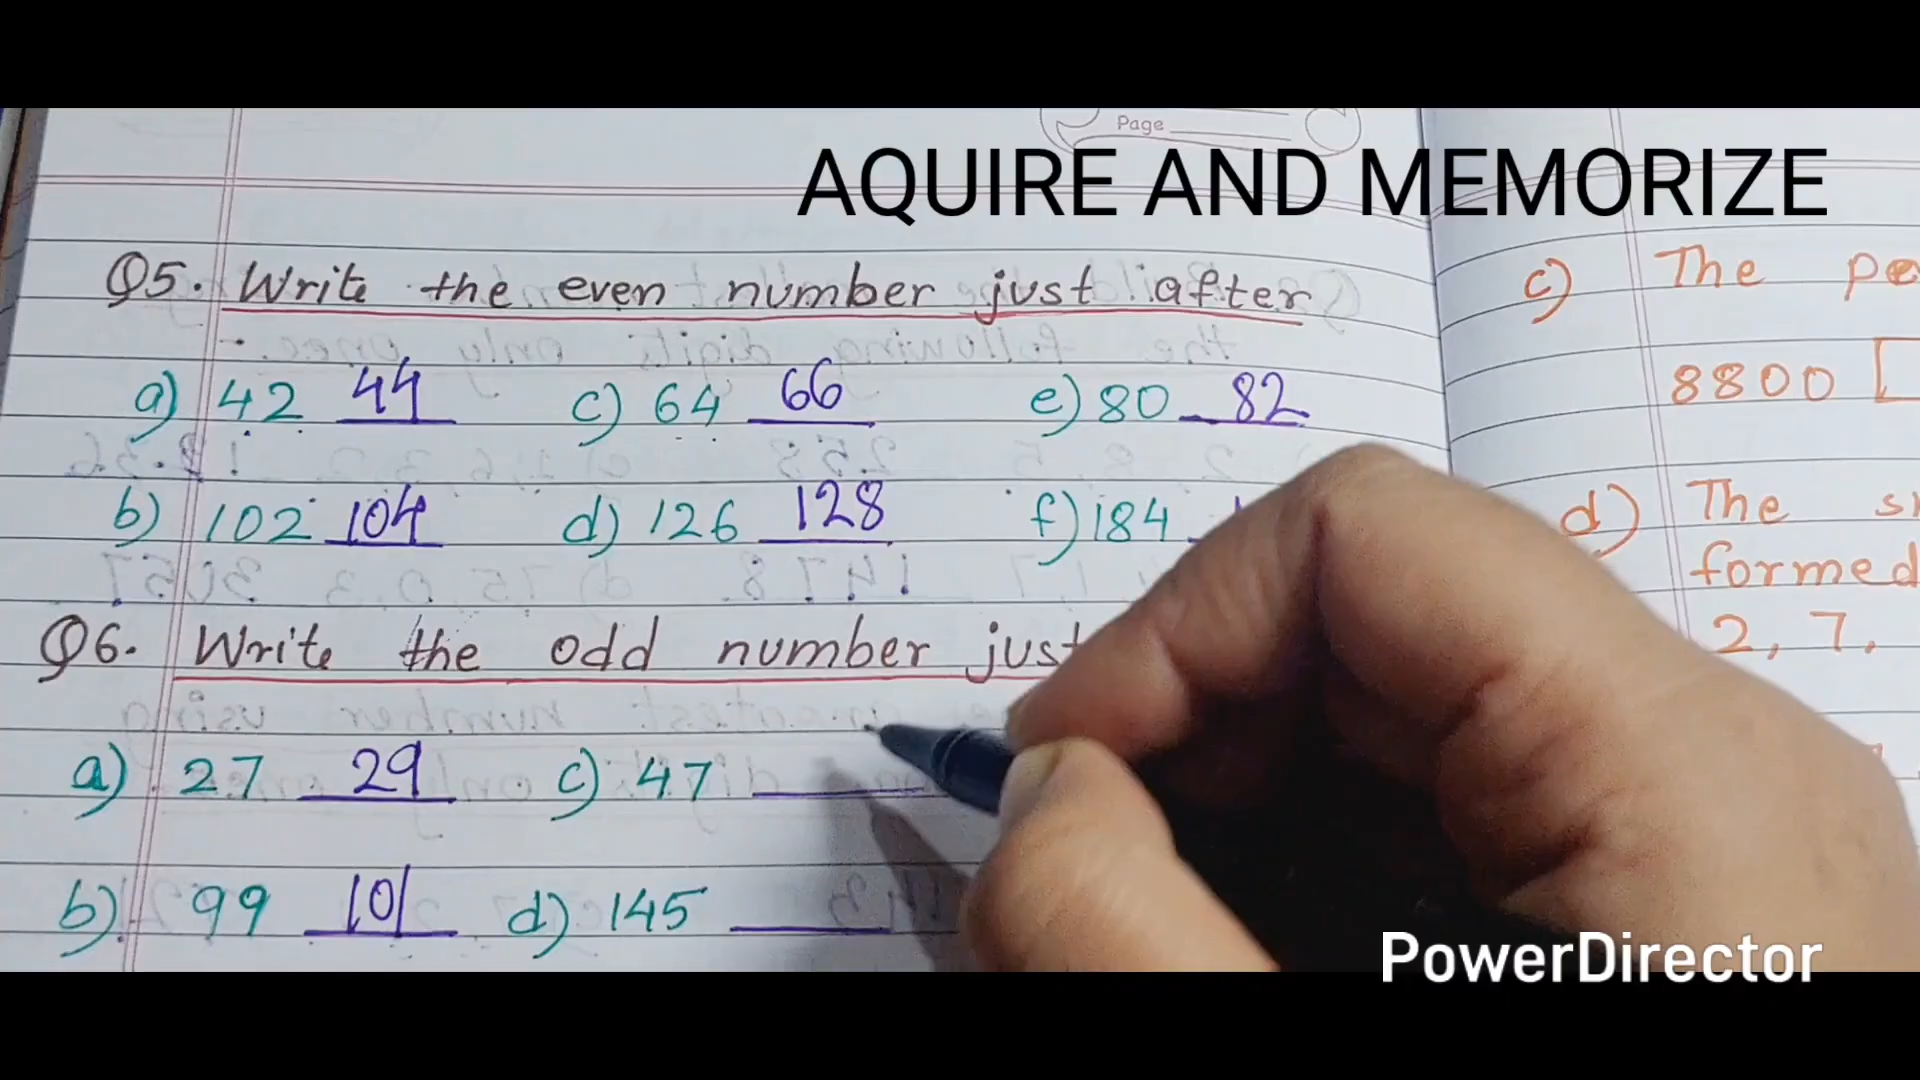 Page
AQUIRE AND MEMORIZE
Q5. Write the even number just after
a) 42 44 c) 64 66 e) 80 82
b) 102 104 d) 126 128 f) 184
Q6. Write the odd number just
a) 27 29 c) 47
b) 99 101 d) 145
c) The
8800
d) The
formed
2, 7,
PowerDirector